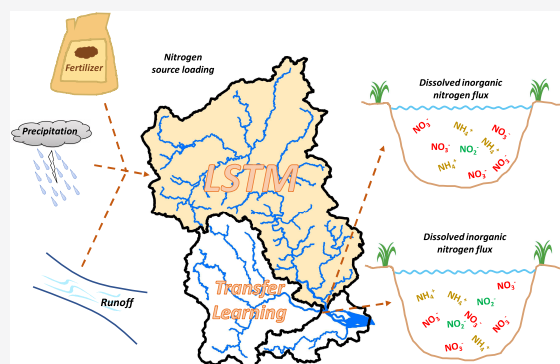 Fertilizer
Nitrogen
source loading
Precipitation
LSTM
Runoff
Transfer
Learning
Dissolved inorganic
nitrogen flux
NO₃⁻
NH₄⁺
NO₃⁻
NO₂⁻
NH₄⁺
NH₄⁺
NO₃⁻
NO₃⁻
Dissolved inorganic
nitrogen flux
NO₃⁻
NH₄⁺
NH₄⁺
NO₂⁻
NO₃⁻
NO₂⁻
NO₃⁻
NO₃⁻
NO₃⁻
NH₄⁺